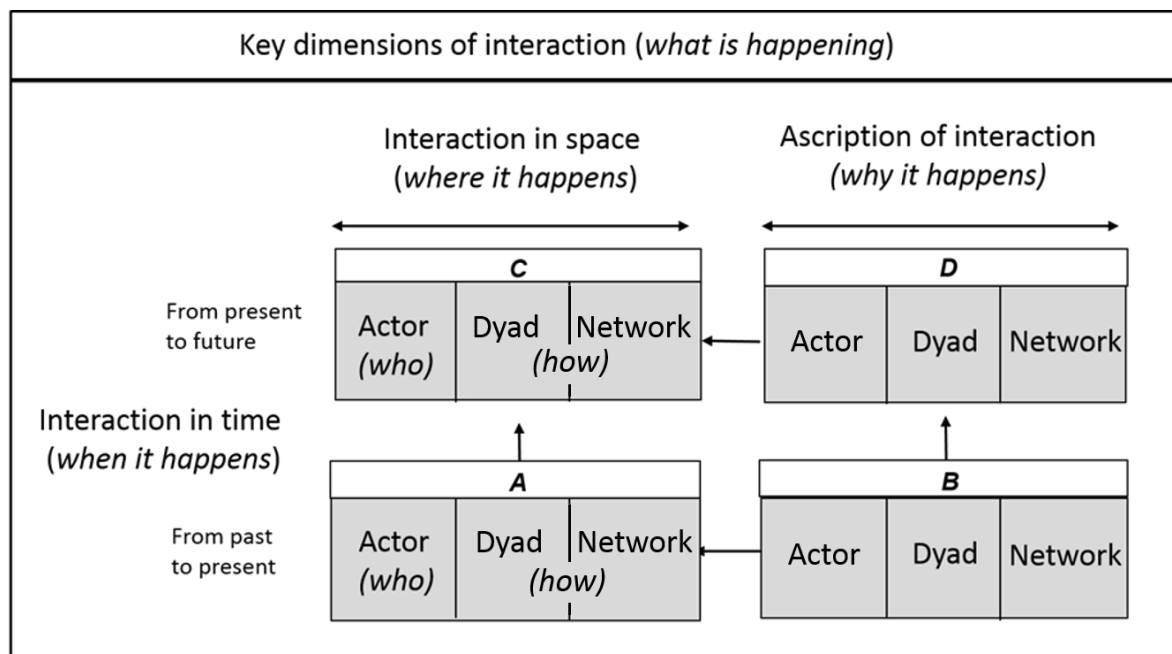 Key dimensions of interaction (what is happening)
Interaction in space
(where it happens)
Ascription of interaction
(why it happens)
From present
to future
C
Actor
(who)
Dyad
Network
(how)
D
Actor
Dyad
Network
Interaction in time
(when it happens)
From past
to present
A
Actor
(who)
Dyad
Network
(how)
B
Actor
Dyad
Network